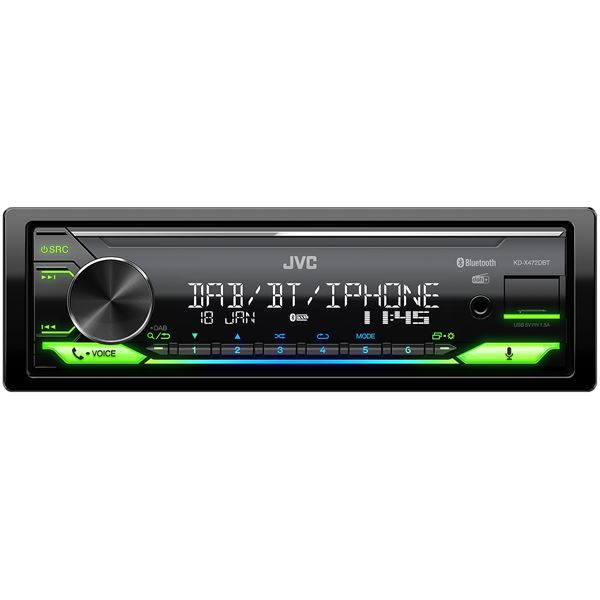 SRC
JVC
Bluetooth
KD-X472DBT
DAB+
DAB/BT/IPHONE
18 JAN
11:45
USB 5V 1.5A
•DAB
MODE
1 2 3 4 5 6
VOICE